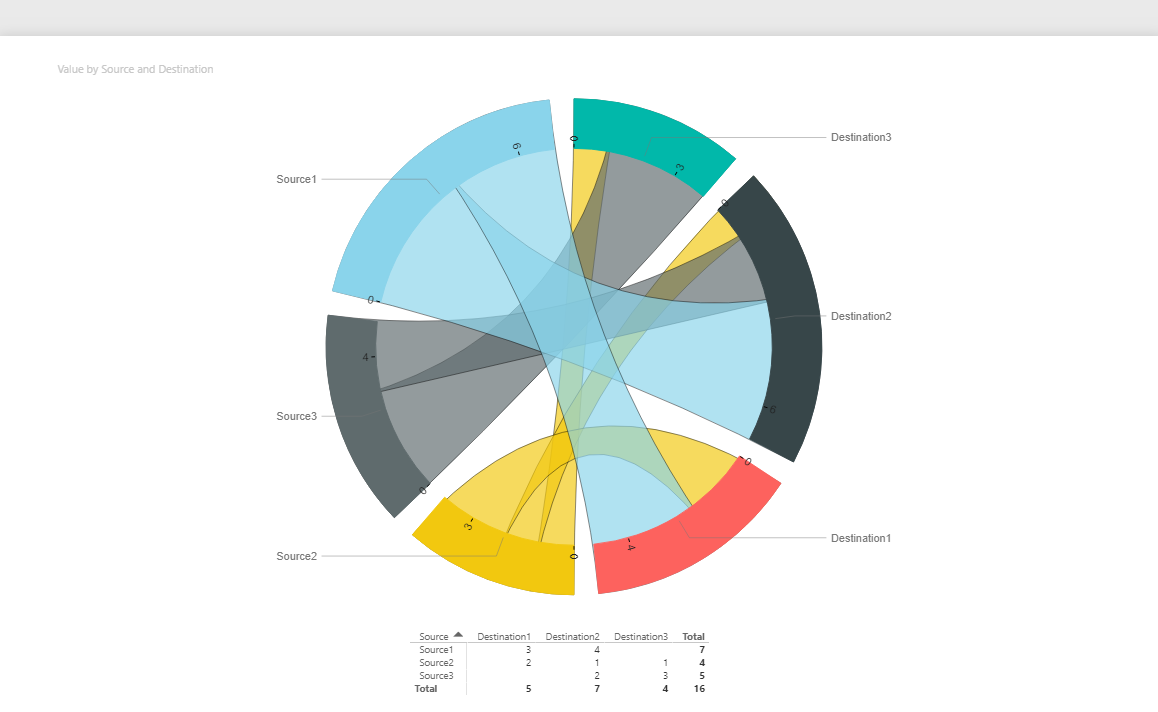 Value by Source and Destination
Destination3
0
3
6
Source1
0
0
Destination2
6
4
Source3
0
0
3
0
4
Source2
Destination1
Source Destination1 Destination2 Destination3 Total
Source1 3 4 7
Source2 2 1 1 4
Source3 2 3 5
Total 5 7 4 16